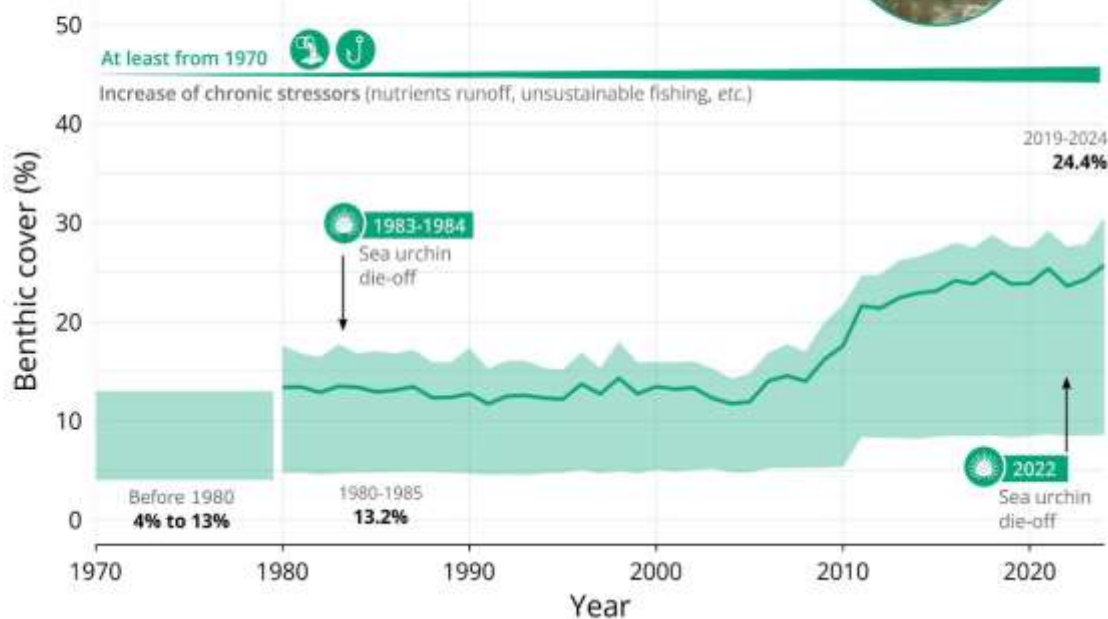 50
At least from 1970
Increase of chronic stressors (nutrients runoff, unsustainable fishing, etc.)
40
2019-2024
24.4%
Benthic cover (%)
30
1983-1984
Sea urchin
die-off
20
10
2022
Sea urchin
die-off
Before 1980
4% to 13%
1980-1985
13.2%
0
1970
1980
1990
2000
2010
2020
Year